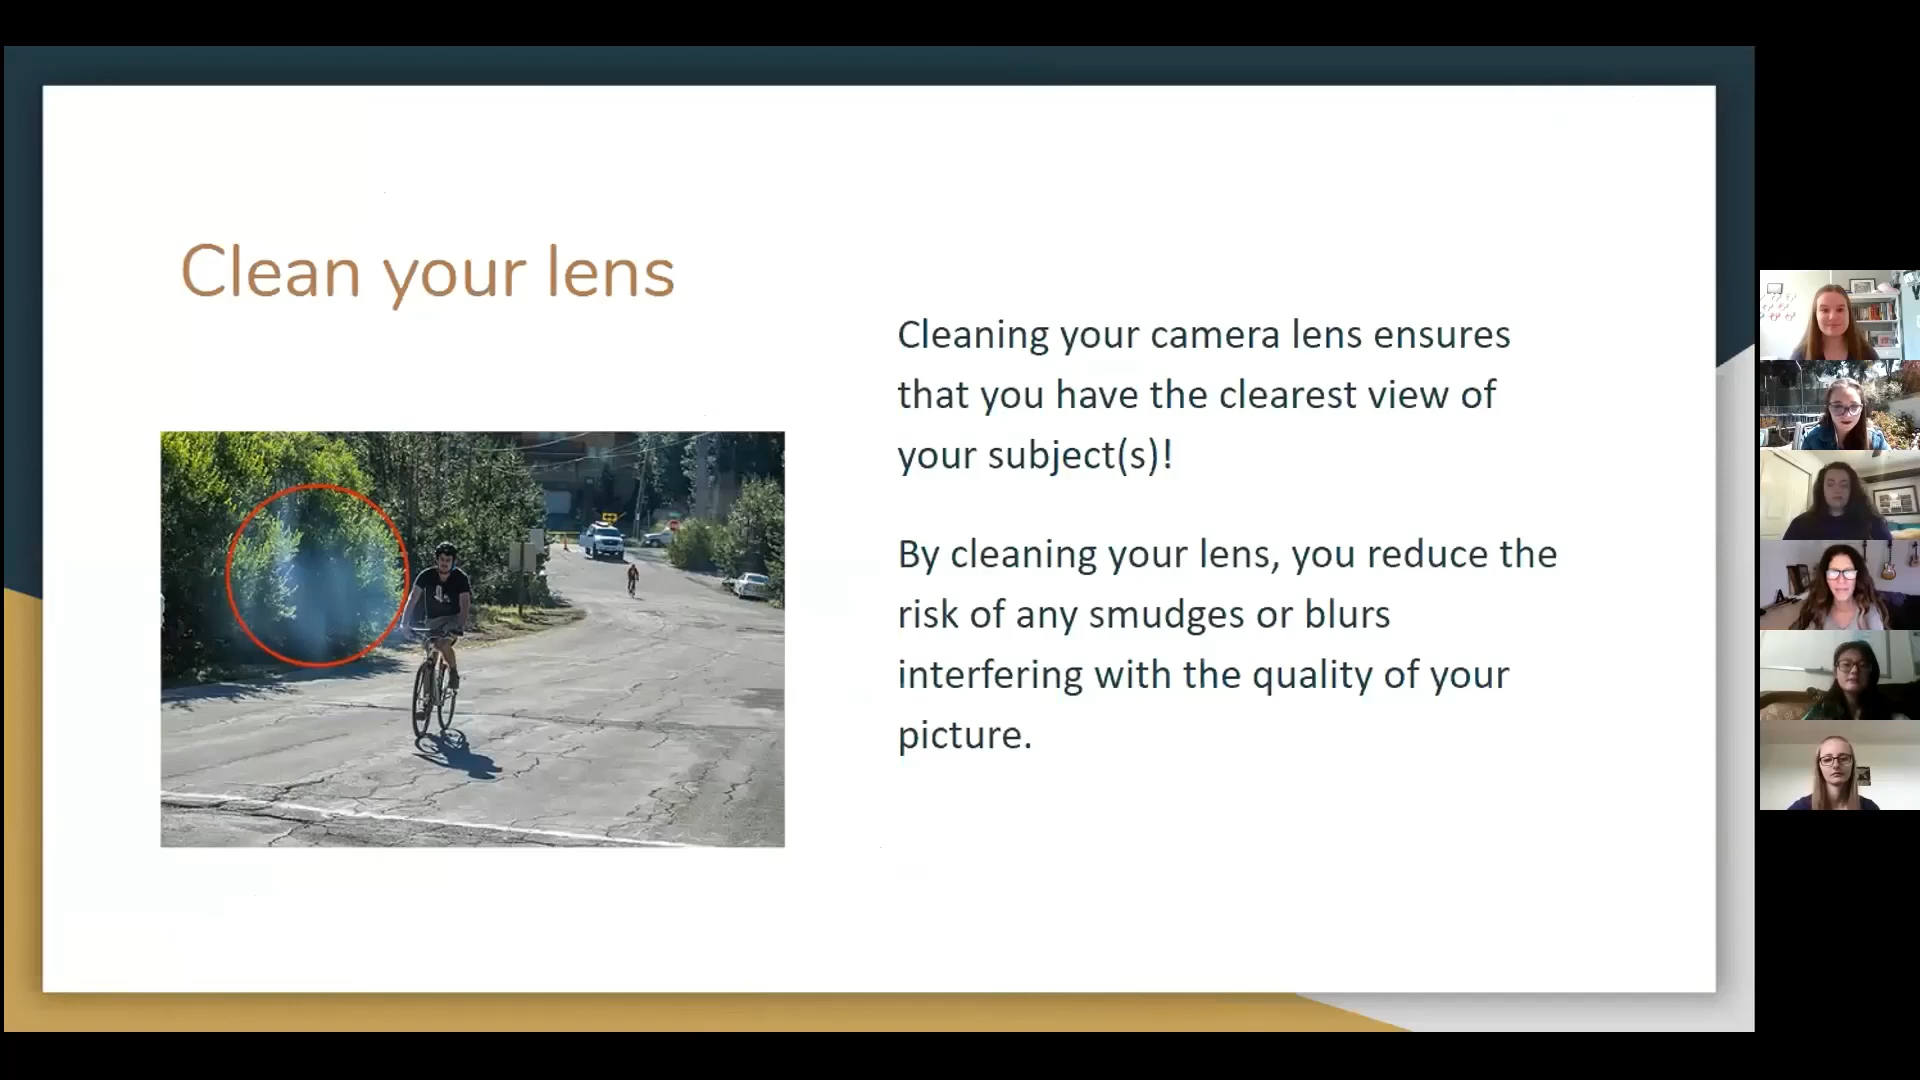 Clean your lens
Cleaning your camera lens ensures
that you have the clearest view of
your subject(s)!
By cleaning your lens, you reduce the
risk of any smudges or blurs
interfering with the quality of your
picture.